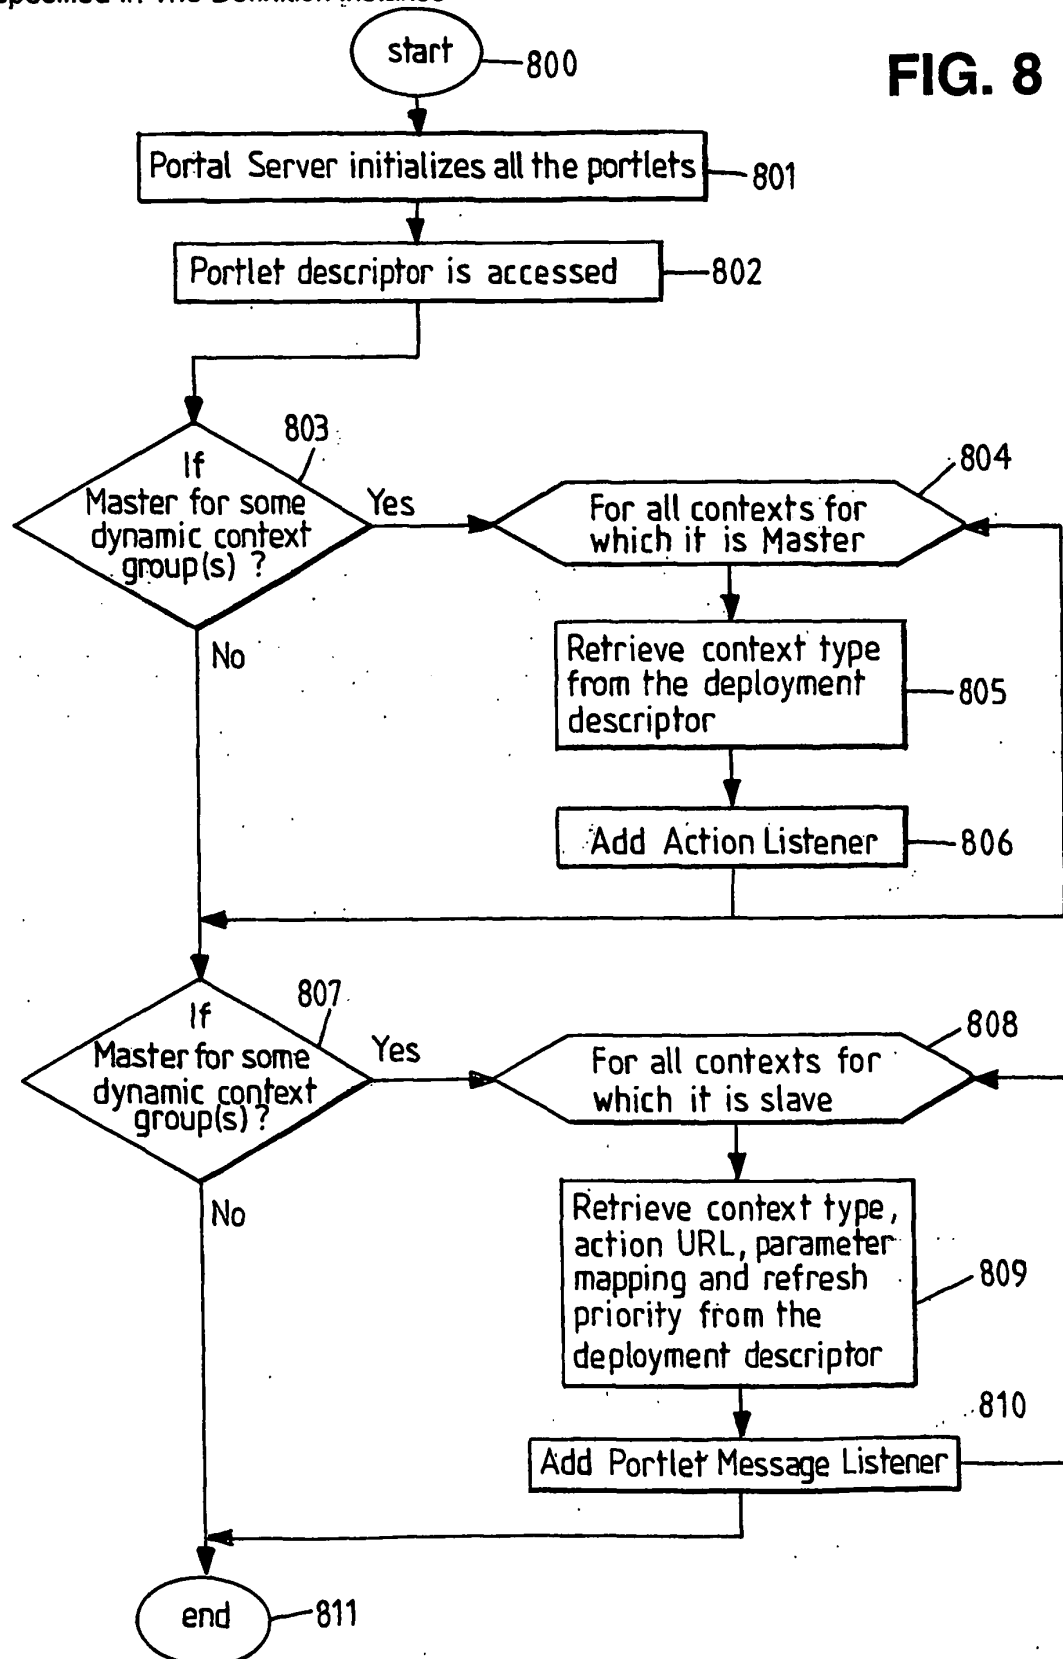 start
800
FIG. 8
Portal Server initializes all the portlets
801
Portlet descriptor is accessed
802
803
If
Master for some
dynamic context
group(s) ?
Yes
No
804
For all contexts for
which it is Master
Retrieve context type
from the deployment
descriptor
805
Add Action Listener
806
807
If
Master for some
dynamic context
group(s) ?
Yes
No
808
For all contexts for
which it is slave
Retrieve context type,
action URL, parameter
mapping and refresh
priority from the
deployment descriptor
809
810
Add Portlet Message Listener
end
811